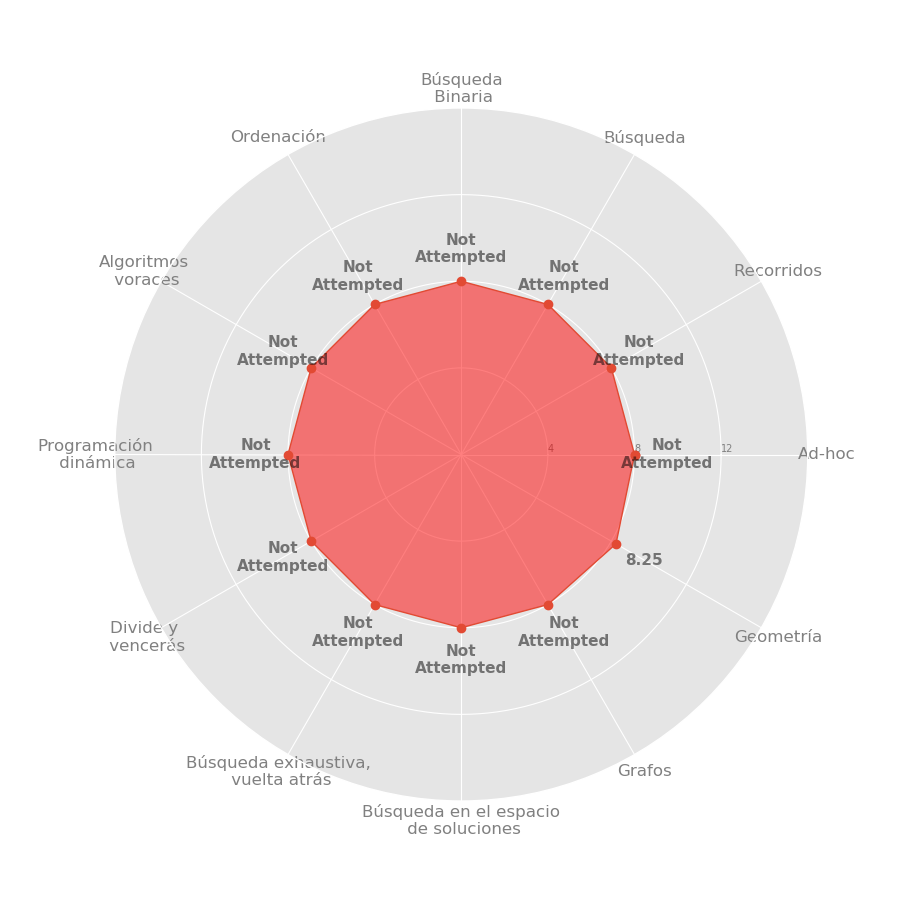 Búsqueda
Binaria
Ordenación
Búsqueda
Not
Attempted
Not
Attempted
Not
Attempted
Algoritmos
voraces
Recorridos
Not
Attempted
Not
Attempted
Programación
dinámica
Not
Attempted
4
8
Not
Attempted
12
Ad-hoc
Not
Attempted
8.25
Divide y
vencerás
Not
Attempted
Not
Attempted
Not
Attempted
Geometría
Búsqueda exhaustiva,
vuelta atrás
Grafos
Búsqueda en el espacio
de soluciones